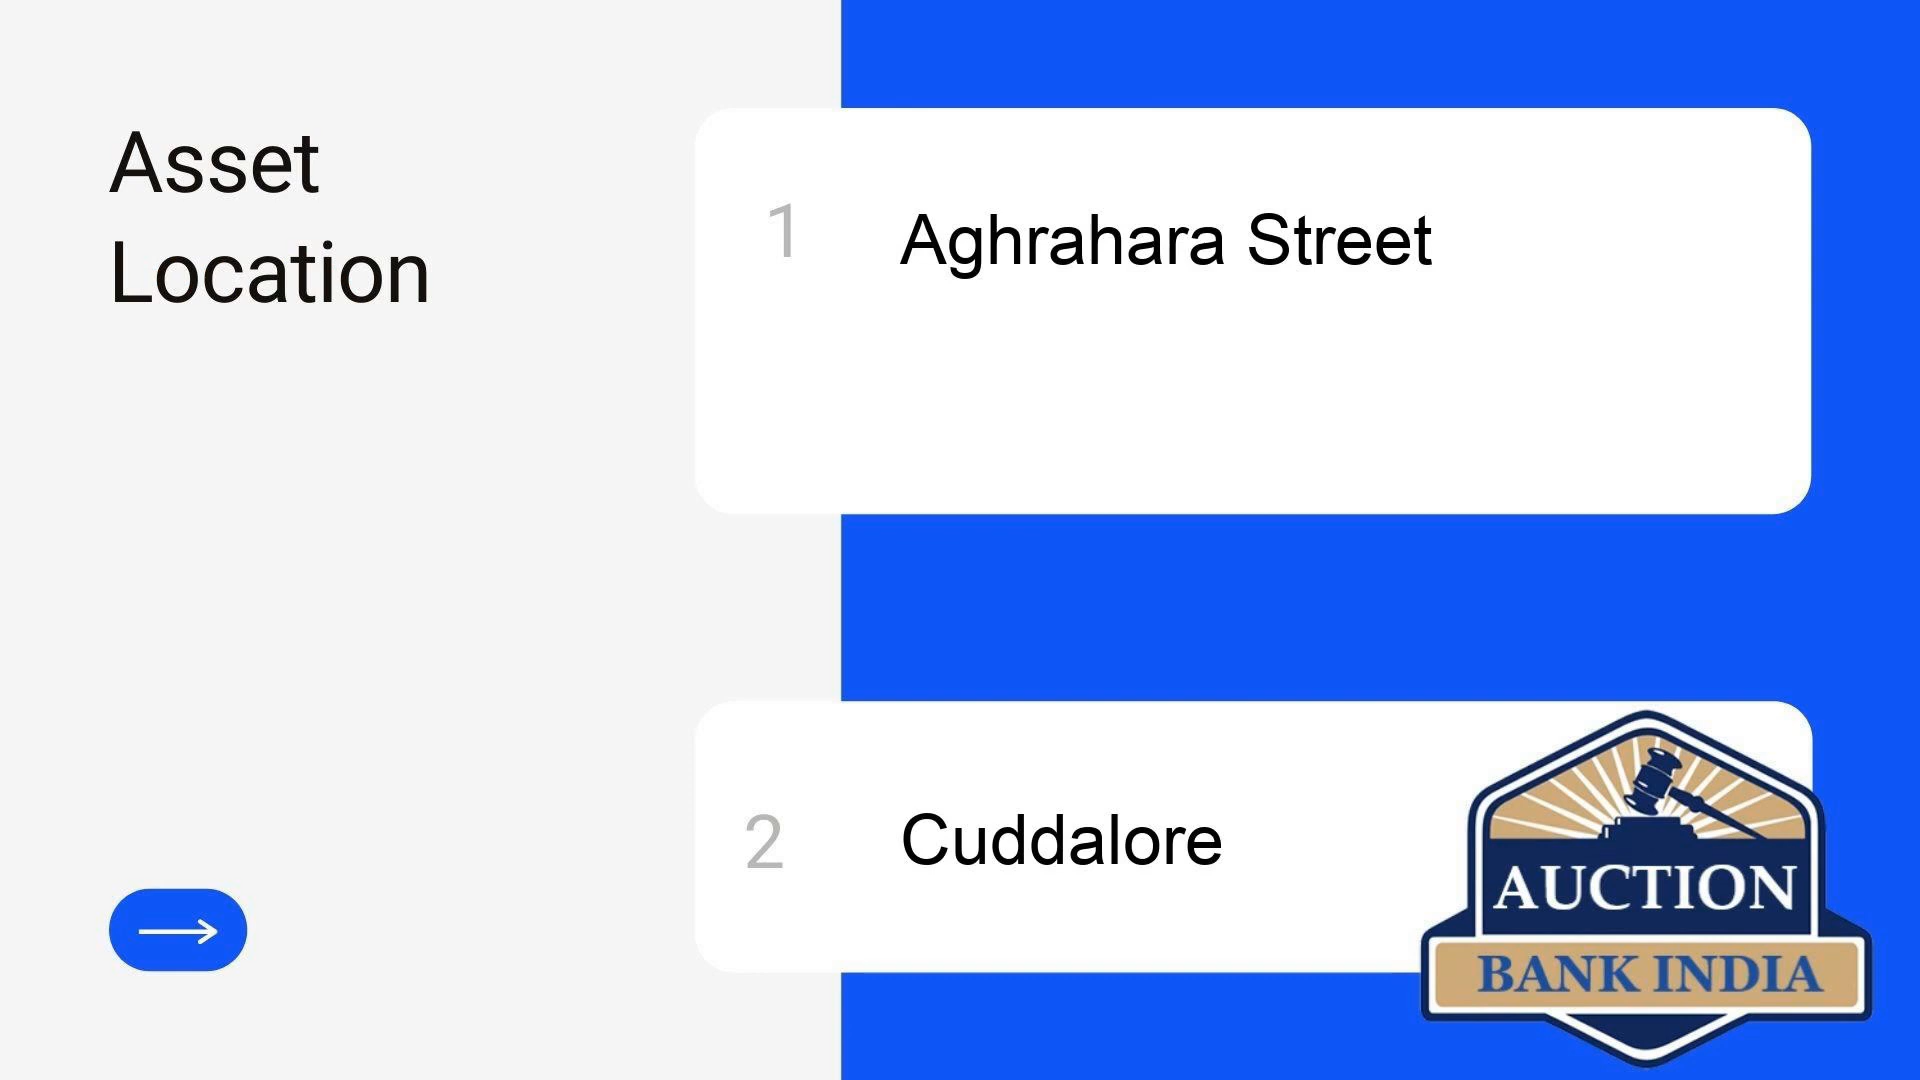 Asset
Location
1
Aghrahara Street
2
Cuddalore
AUCTION
BANK INDIA